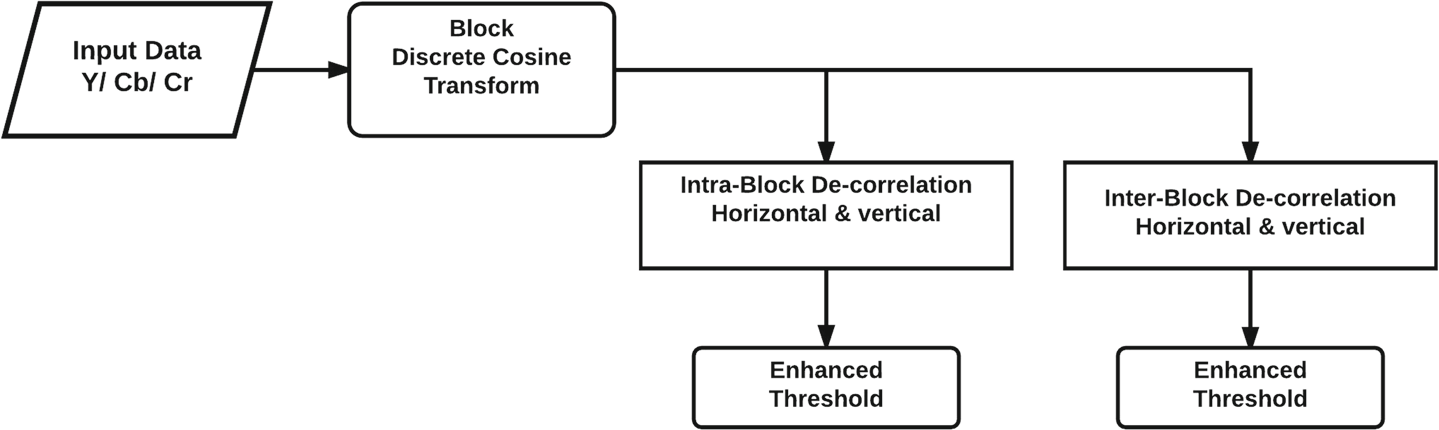 Input Data
Y/ Cb/ Cr
Block
Discrete Cosine
Transform
Intra-Block De-correlation
Horizontal & vertical
Inter-Block De-correlation
Horizontal & vertical
Enhanced
Threshold
Enhanced
Threshold